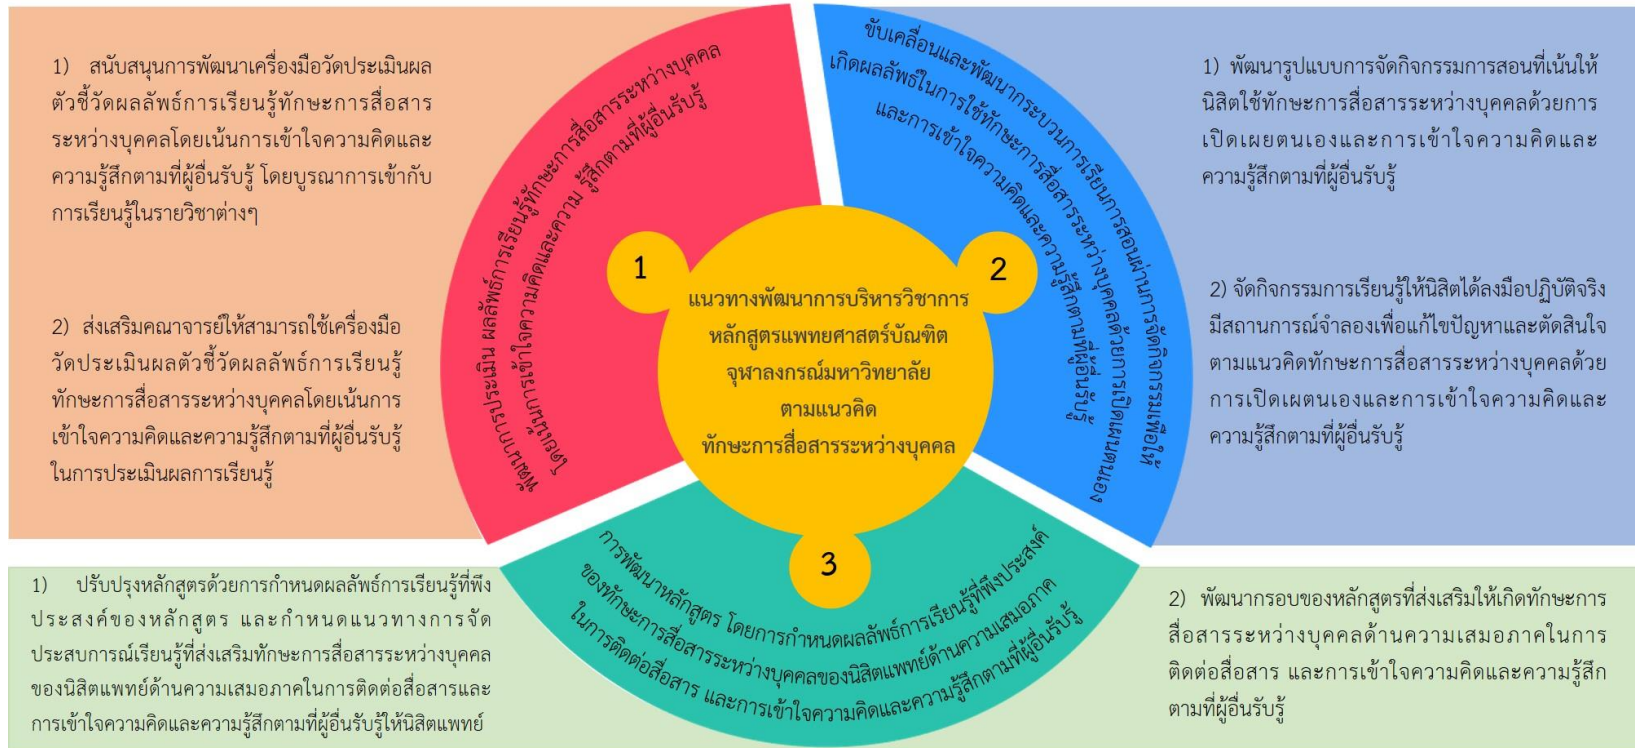 1) สนับสนุนการพัฒนาเครื่องมือวัดประเมินผล
ตัวชี้วัดผลลัพธ์การเรียนรู้ทักษะการสื่อสาร
ระหว่างบุคคลโดยเน้นการเข้าใจความคิดและ
ความรู้สึกตามที่ผู้อื่นรับรู้ โดยบูรณาการเข้ากับ
การเรียนรู้ในรายวิชาต่างๆ
2) ส่งเสริมคณาจารย์ให้สามารถใช้เครื่องมือ
วัดประเมินผลตัวชี้วัดผลลัพธ์การเรียนรู้
ทักษะการสื่อสารระหว่างบุคคลโดยเน้นการ
เข้าใจความคิดและความรู้สึกตามที่ผู้อื่นรับรู้
ในการประเมินผลการเรียนรู้
พัฒนาการประเมิน ผลลัพธ์การเรียนรู้ทักษะการสื่อสารระหว่างบุคคล
โดยเน้นการเข้าใจความคิดและความ รู้สึกตามที่ผู้อื่นรับรู้
1
แนวทางพัฒนาการบริหารวิชาการ
หลักสูตรแพทยศาสตร์บัณฑิต
จุฬาลงกรณ์มหาวิทยาลัย
ตามแนวคิด
ทักษะการสื่อสารระหว่างบุคคล
2
ขับเคลื่อนและพัฒนากระบวนการเรียนการสอนผ่านการจัดกิจกรรมเพื่อให้
เกิดผลลัพธ์ในการใช้ทักษะการสื่อสารระหว่างบุคคลด้วยการเปิดเผยตนเอง
และการเข้าใจความคิดและความรู้สึกตามที่ผู้อื่นรับรู้
1) พัฒนารูปแบบการจัดกิจกรรมการสอนที่เน้นให้
นิสิตใช้ทักษะการสื่อสารระหว่างบุคคลด้วยการ
เปิดเผยตนเองและการเข้าใจความคิดและ
ความรู้สึกตามที่ผู้อื่นรับรู้
2) จัดกิจกรรมการเรียนรู้ให้นิสิตได้ลงมือปฏิบัติจริง
มีสถานการณ์จำลองเพื่อแก้ไขปัญหาและตัดสินใจ
ตามแนวคิดทักษะการสื่อสารระหว่างบุคคลด้วย
การเปิดเผตนเองและการเข้าใจความคิดและ
ความรู้สึกตามที่ผู้อื่นรับรู้
3
การพัฒนาหลักสูตร โดยการกำหนดผลลัพธ์การเรียนรู้ที่พึงประสงค์
ของทักษะการสื่อสารระหว่างบุคคลของนิสิตแพทย์ด้านความเสมอภาค
ในการติดต่อสื่อสาร และการเข้าใจความคิดและความรู้สึกตามที่ผู้อื่นรับรู้
1) ปรับปรุงหลักสูตรด้วยการกำหนดผลลัพธ์การเรียนรู้ที่พึง
ประสงค์ของหลักสูตร และกำหนดแนวทางการจัด
ประสบการณ์เรียนรู้ที่ส่งเสริมทักษะการสื่อสารระหว่างบุคคล
ของนิสิตแพทย์ด้านความเสมอภาคในการติดต่อสื่อสารและ
การเข้าใจความคิดและความรู้สึกตามที่ผู้อื่นรับรู้ให้นิสิตแพทย์
2) พัฒนากรอบของหลักสูตรที่ส่งเสริมให้เกิดทักษะการ
สื่อสารระหว่างบุคคลด้านความเสมอภาคในการ
ติดต่อสื่อสาร และการเข้าใจความคิดและความรู้สึก
ตามที่ผู้อื่นรับรู้